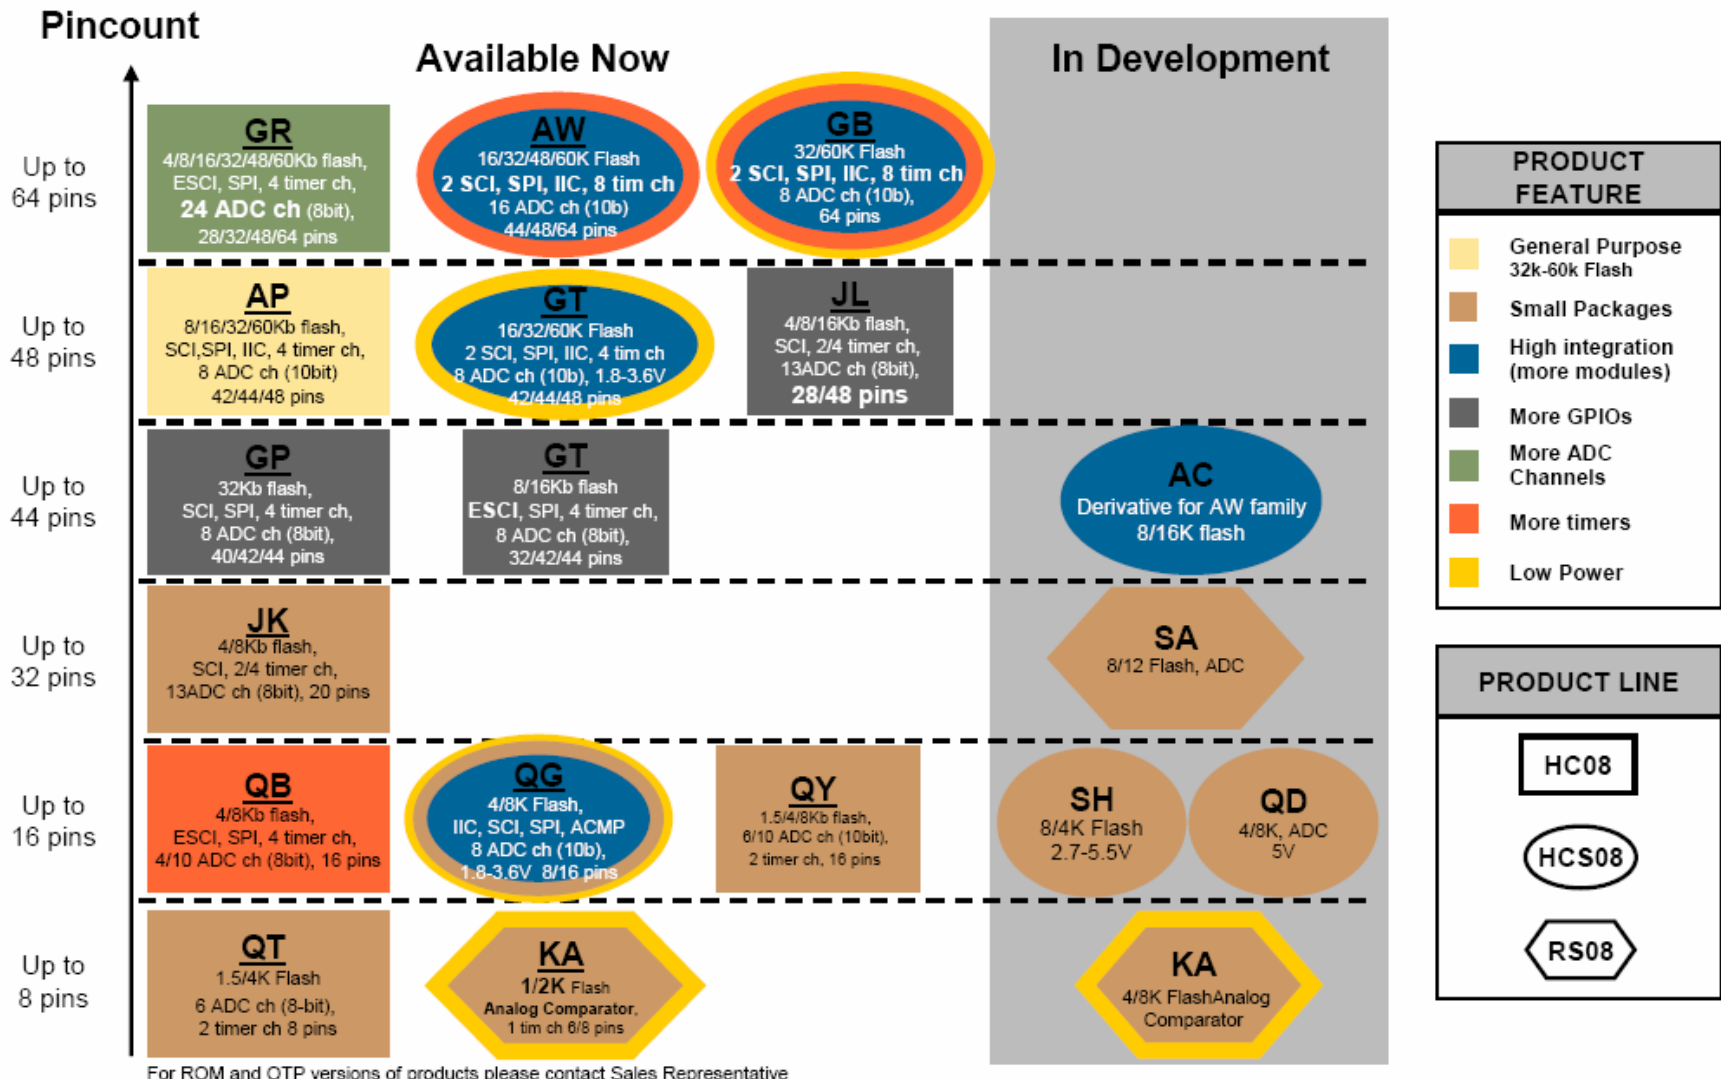 Pincount
Available Now
In Development
Up to
64 pins
GR
4/8/16/32/48/60Kb flash,
ESCI, SPI, 4 timer ch,
24 ADC ch (8bit),
28/32/48/64 pins
AW
16/32/48/60K Flash
2 SCI, SPI, IIC, 8 tim ch
16 ADC ch (10b)
44/48/64 pins
GB
32/60K Flash
2 SCI, SPI, IIC, 8 tim ch
8 ADC ch (10b),
64 pins
Up to
48 pins
AP
8/16/32/60Kb flash,
SCI,SPI, IIC, 4 timer ch,
8 ADC ch (10bit)
42/44/48 pins
GT
16/32/60K Flash
2 SCI, SPI, IIC, 4 tim ch
8 ADC ch (10b), 1.8-3.6V
42/44/48 pins
JL
4/8/16Kb flash,
SCI, 2/4 timer ch,
13ADC ch (8bit),
28/48 pins
Up to
44 pins
GP
32Kb flash,
SCI, SPI, 4 timer ch,
8 ADC ch (8bit),
40/42/44 pins
GT
8/16Kb flash
ESCI, SPI, 4 timer ch,
8 ADC ch (8bit),
32/42/44 pins
AC
Derivative for AW family
8/16K flash
Up to
32 pins
JK
4/8Kb flash,
SCI, 2/4 timer ch,
13ADC ch (8bit), 20 pins
SA
8/12 Flash, ADC
Up to
16 pins
QB
4/8Kb flash,
ESCI, SPI, 4 timer ch,
4/10 ADC ch (8bit), 16 pins
QG
4/8K Flash,
IIC, SCI, SPI, ACMP
8 ADC ch (10b),
1.8-3.6V 8/16 pins
QY
1.5/4/8Kb flash,
6/10 ADC ch (10bit),
2 timer ch, 16 pins
SH
8/4K Flash
2.7-5.5V
QD
4/8K, ADC
5V
Up to
8 pins
QT
1.5/4K Flash
6 ADC ch (8-bit),
2 timer ch 8 pins
KA
1/2K Flash
Analog Comparator,
1 tim ch 6/8 pins
KA
4/8K FlashAnalog
Comparator
For ROM and OTP versions of products please contact Sales Representative
PRODUCT
FEATURE
General Purpose
32k-60k Flash
Small Packages
High integration
(more modules)
More GPIOs
More ADC
Channels
More timers
Low Power
PRODUCT LINE
HC08
HCS08
RS08